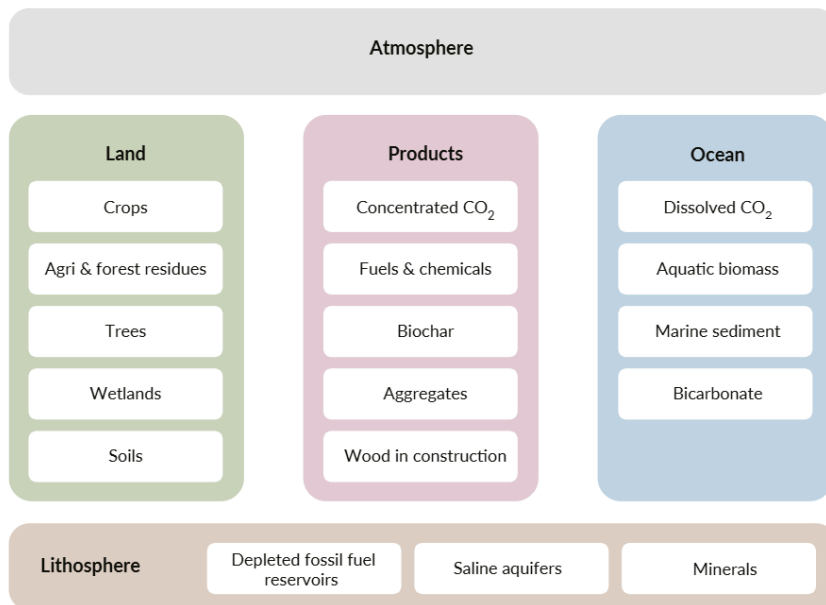 Atmosphere
Land
Crops
Agri & forest residues
Trees
Wetlands
Soils
Products
Concentrated CO₂
Fuels & chemicals
Biochar
Aggregates
Wood in construction
Ocean
Dissolved CO₂
Aquatic biomass
Marine sediment
Bicarbonate
Lithosphere
Depleted fossil fuel
reservoirs
Saline aquifers
Minerals